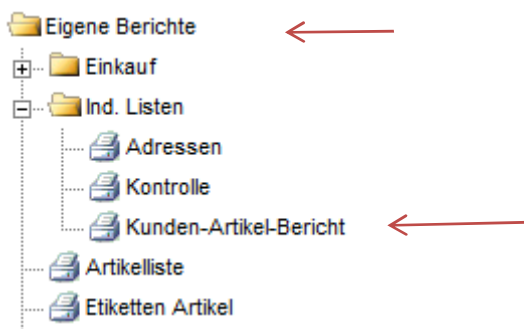 Eigene Berichte
Einkauf
Ind. Listen
Adressen
Kontrolle
Kunden-Artikel-Bericht
Artikelliste
Etiketten Artikel